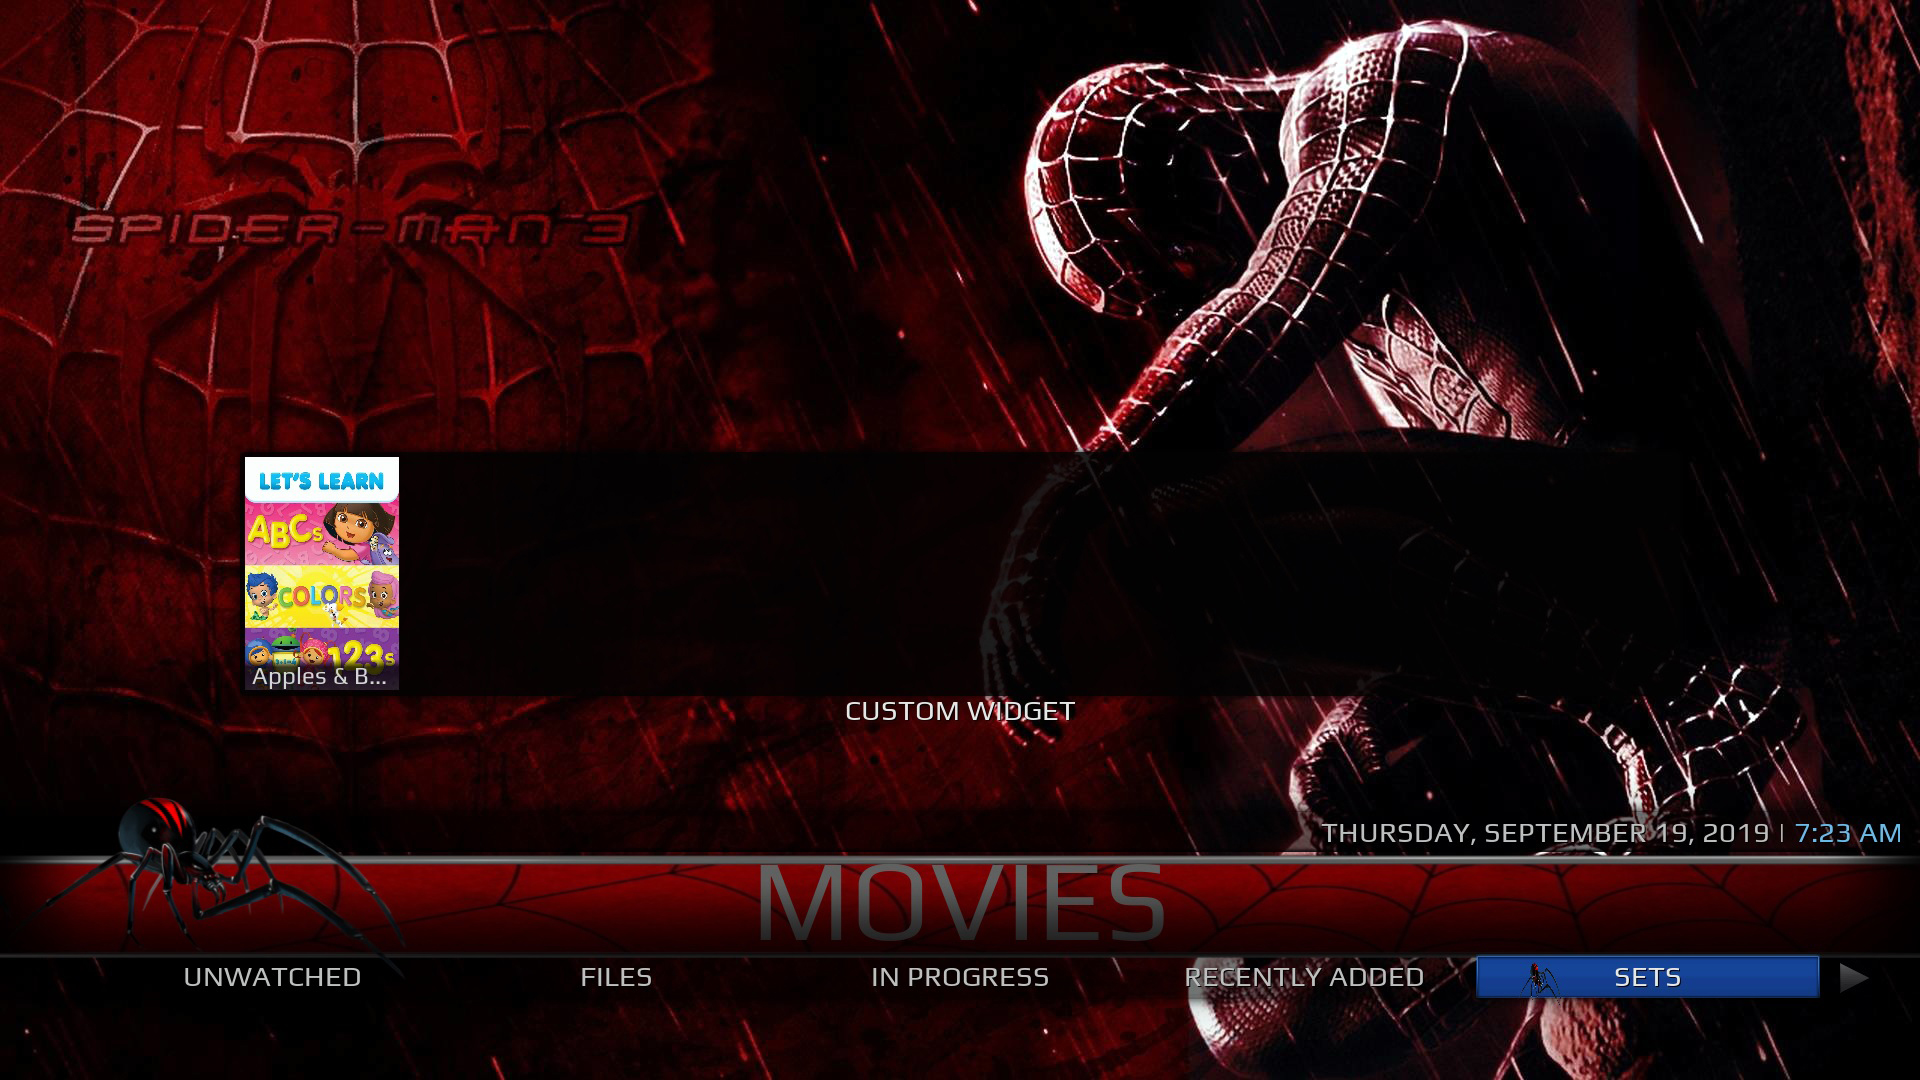 SPIDER-MAN 3
LET'S LEARN
ABCs
COLORS
123s
Apples & B...
CUSTOM WIDGET
THURSDAY, SEPTEMBER 19, 2019 | 7:23 AM
MOVIES
UNWATCHED FILES IN PROGRESS RECENTLY ADDED SETS